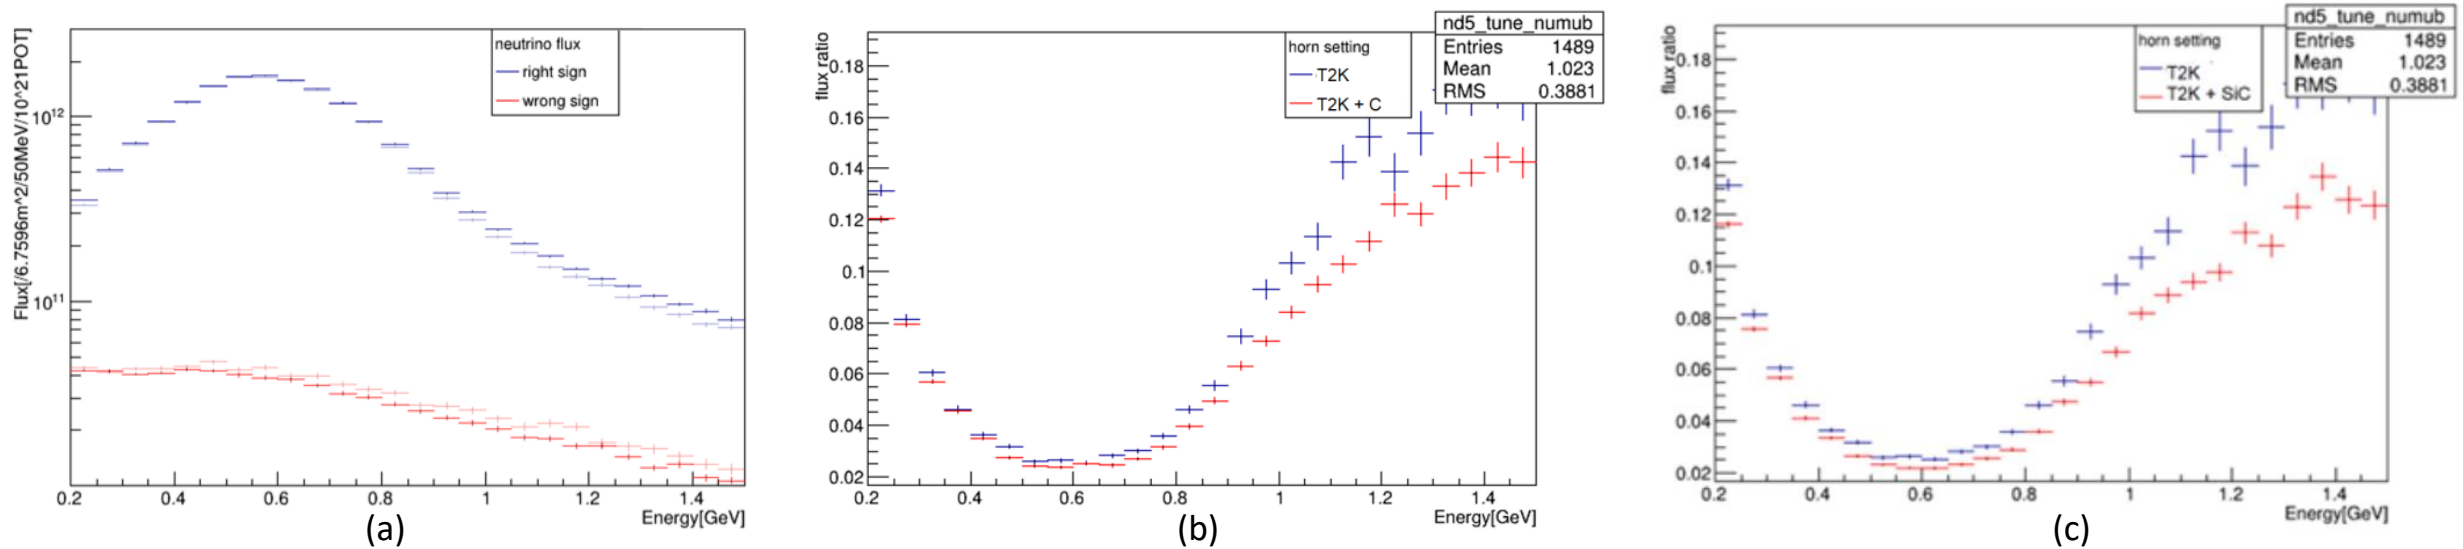 Flux[/6.7596m^2/50MeV/10^21POT]
10^12
10^11
neutrino flux
right sign
wrong sign
0.2 0.4 0.6 0.8 1 1.2 1.4
Energy[GeV]
(a)
flux ratio
0.18
0.16
0.14
0.12
0.1
0.08
0.06
0.04
0.02
horn setting
T2K
T2K + C
nd5_tune_numub
Entries 1489
Mean 1.023
RMS 0.3881
0.2 0.4 0.6 0.8 1 1.2 1.4
Energy[GeV]
(b)
flux ratio
0.18
0.16
0.14
0.12
0.1
0.08
0.06
0.04
0.02
horn setting
T2K
T2K + SiC
nd5_tune_numub
Entries 1489
Mean 1.023
RMS 0.3881
0.2 0.4 0.6 0.8 1 1.2 1.4
Energy[GeV]
(c)